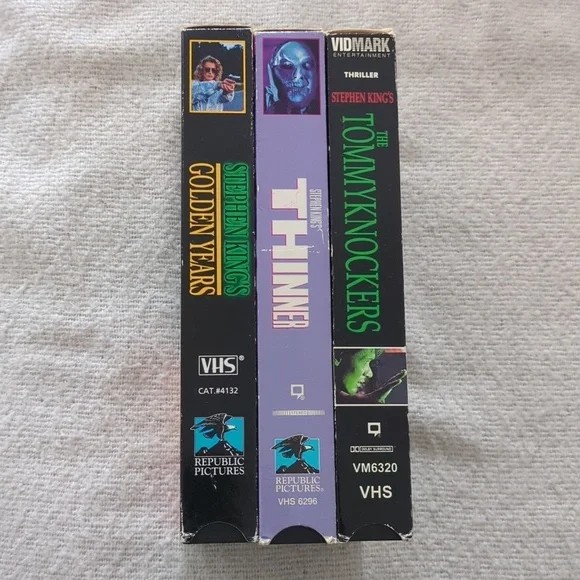 STEPHEN KING'S
GOLDEN YEARS
VHS®
CAT.#4132
REPUBLIC
PICTURES
STEPHEN KING'S
THINNER
REPUBLIC
PICTURES®
VHS 6296
VIDMARK
ENTERTAINMENT
THRILLER
STEPHEN KING'S
THE
TOMMYKNOCKERS
DOLBY SURROUND
VM6320
VHS